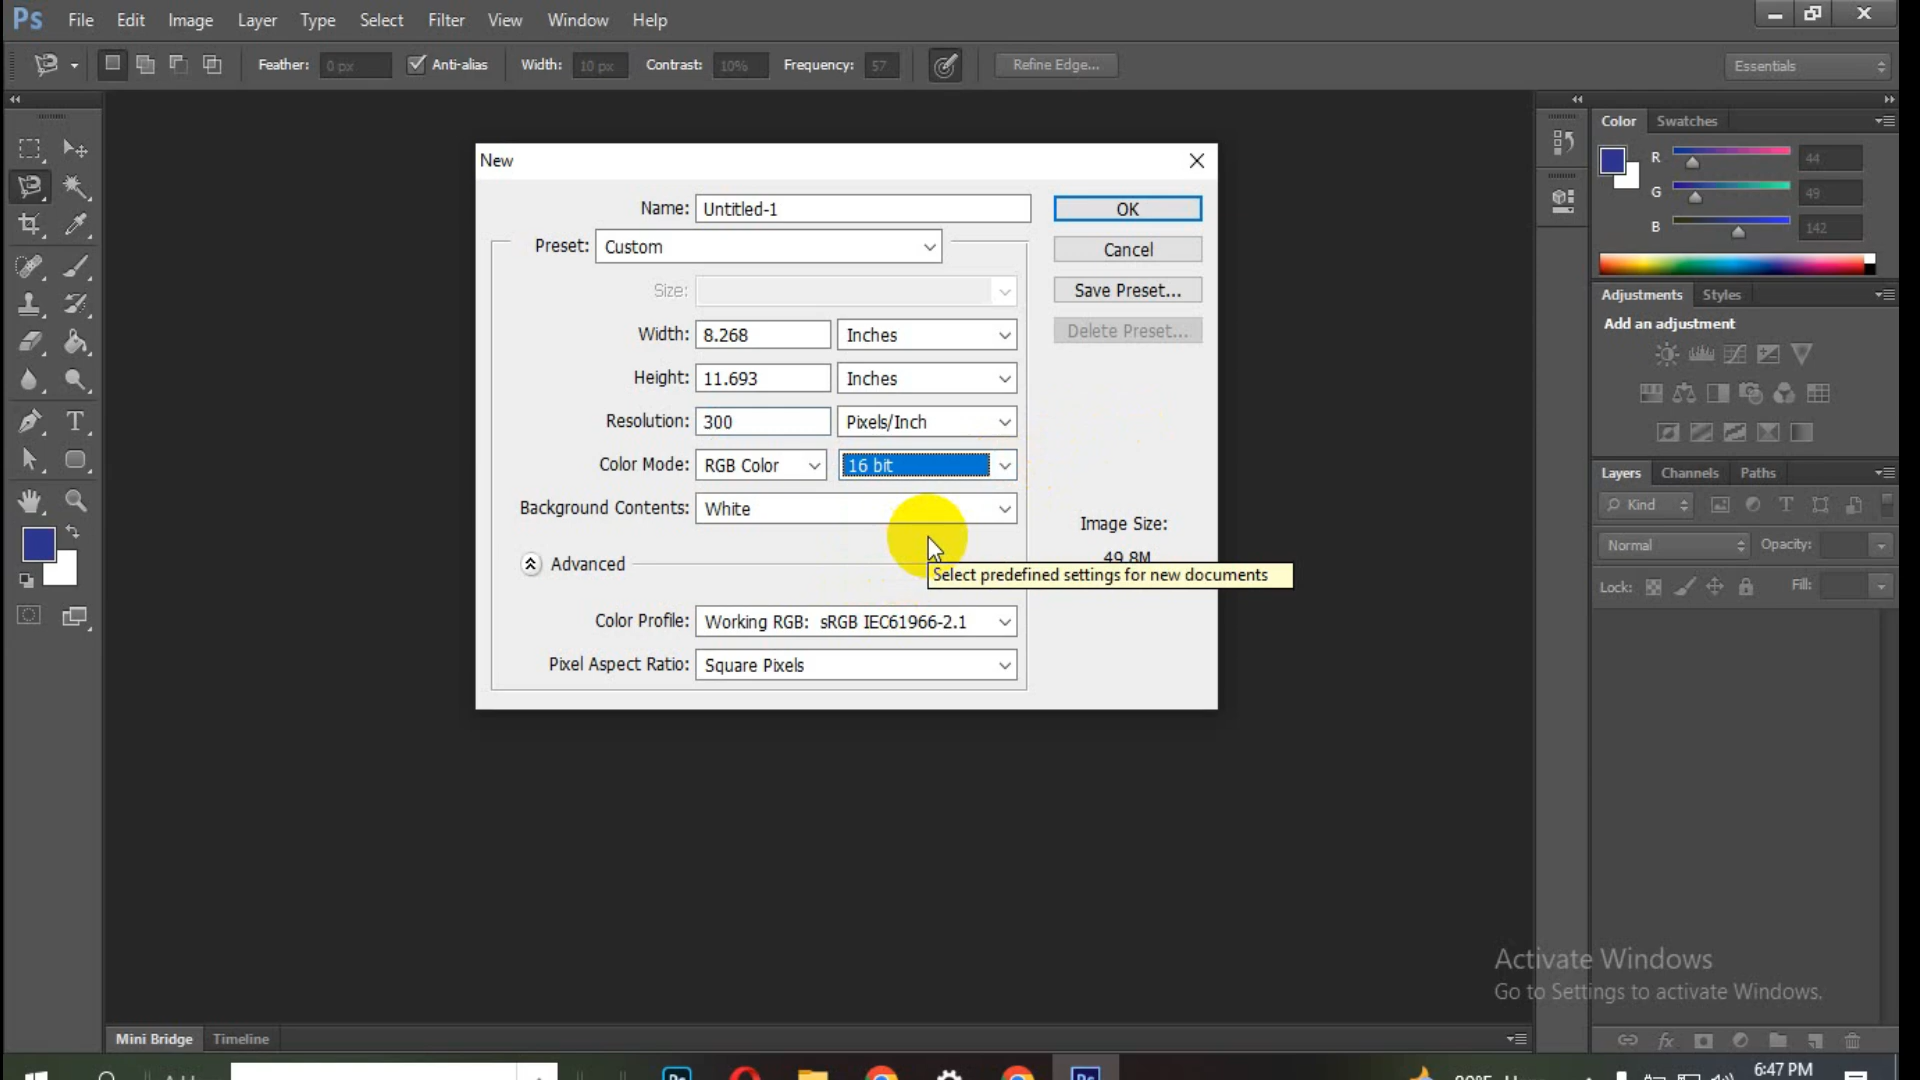 Ps File Edit Image Layer Type Select Filter View Window Help
Feather: 0 px Anti-alias Width: 10 px Contrast: 10% Frequency: 57 Refine Edge... Essentials
New
Name: Untitled-1
OK
Preset: Custom
Cancel
Size:
Save Preset...
Width: 8.268 Inches
Delete Preset...
Height: 11.693 Inches
Resolution: 300 Pixels/Inch
Color Mode: RGB Color 16 bit
Background Contents: White
Image Size:
49.8M
Advanced
Select predefined settings for new documents
Color Profile: Working RGB: sRGB IEC61966-2.1
Pixel Aspect Ratio: Square Pixels
Color Swatches
R 44
G 49
B 142
Adjustments Styles
Add an adjustment
Layers Channels Paths
Kind
Normal Opacity:
Lock: Fill:
Activate Windows
Go to Settings to activate Windows.
Mini Bridge Timeline
6:47 PM